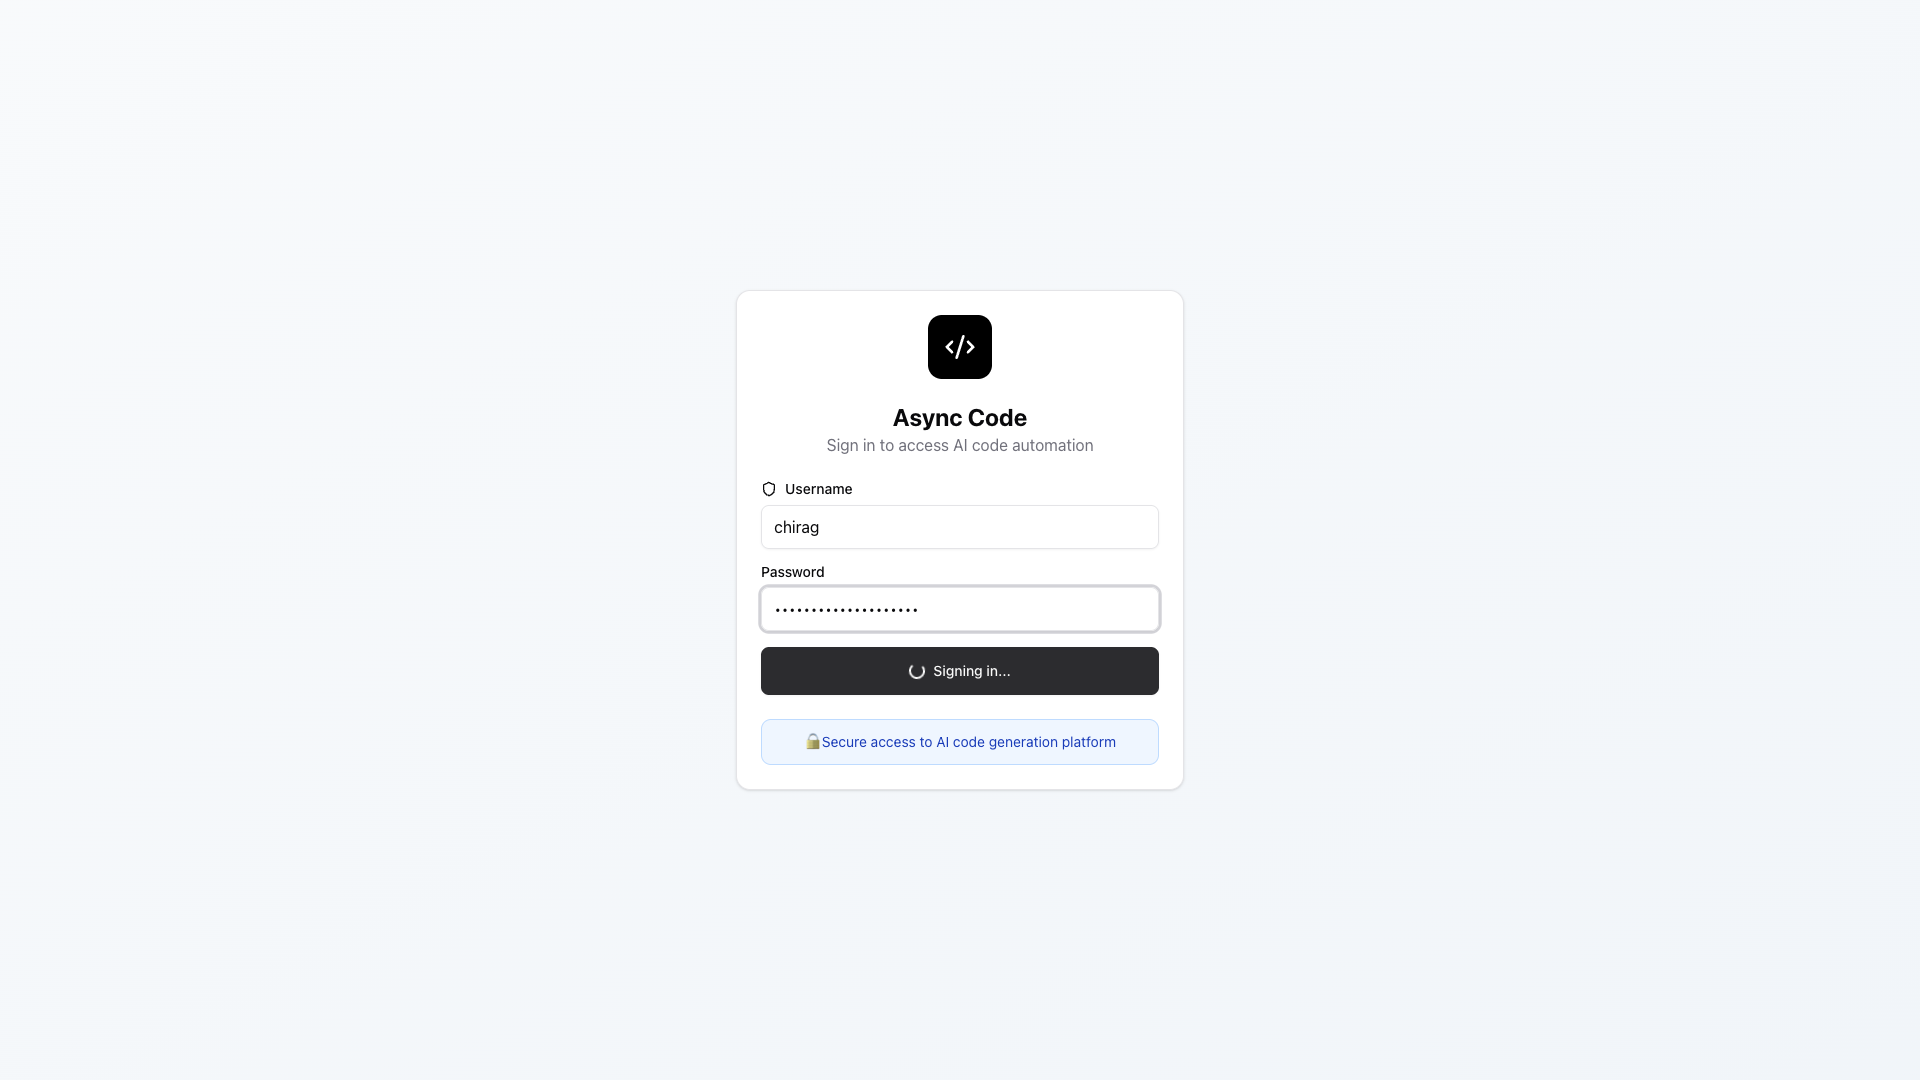 Async Code
Sign in to access AI code automation
Username
chirag
Password
••••••••••••••••••••
Signing in...
🔒Secure access to AI code generation platform